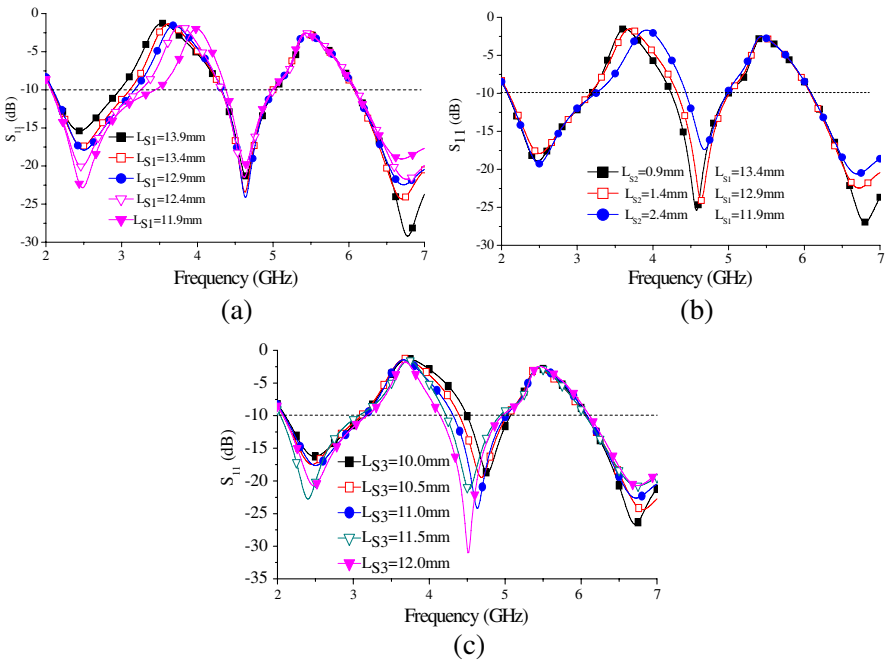 0
-5
-10
-15
-20
-25
-30
S11 (dB)
LS1=13.9mm
LS1=13.4mm
LS1=12.9mm
LS1=12.4mm
LS1=11.9mm
2 3 4 5 6 7
Frequency (GHz)
(a)
0
-5
-10
-15
-20
-25
-30
S11 (dB)
LS2=0.9mm LS1=13.4mm
LS2=1.4mm LS1=12.9mm
LS2=2.4mm LS1=11.9mm
2 3 4 5 6 7
Frequency (GHz)
(b)
0
-5
-10
-15
-20
-25
-30
-35
S11 (dB)
LS3=10.0mm
LS3=10.5mm
LS3=11.0mm
LS3=11.5mm
LS3=12.0mm
2 3 4 5 6 7
Frequency (GHz)
(c)